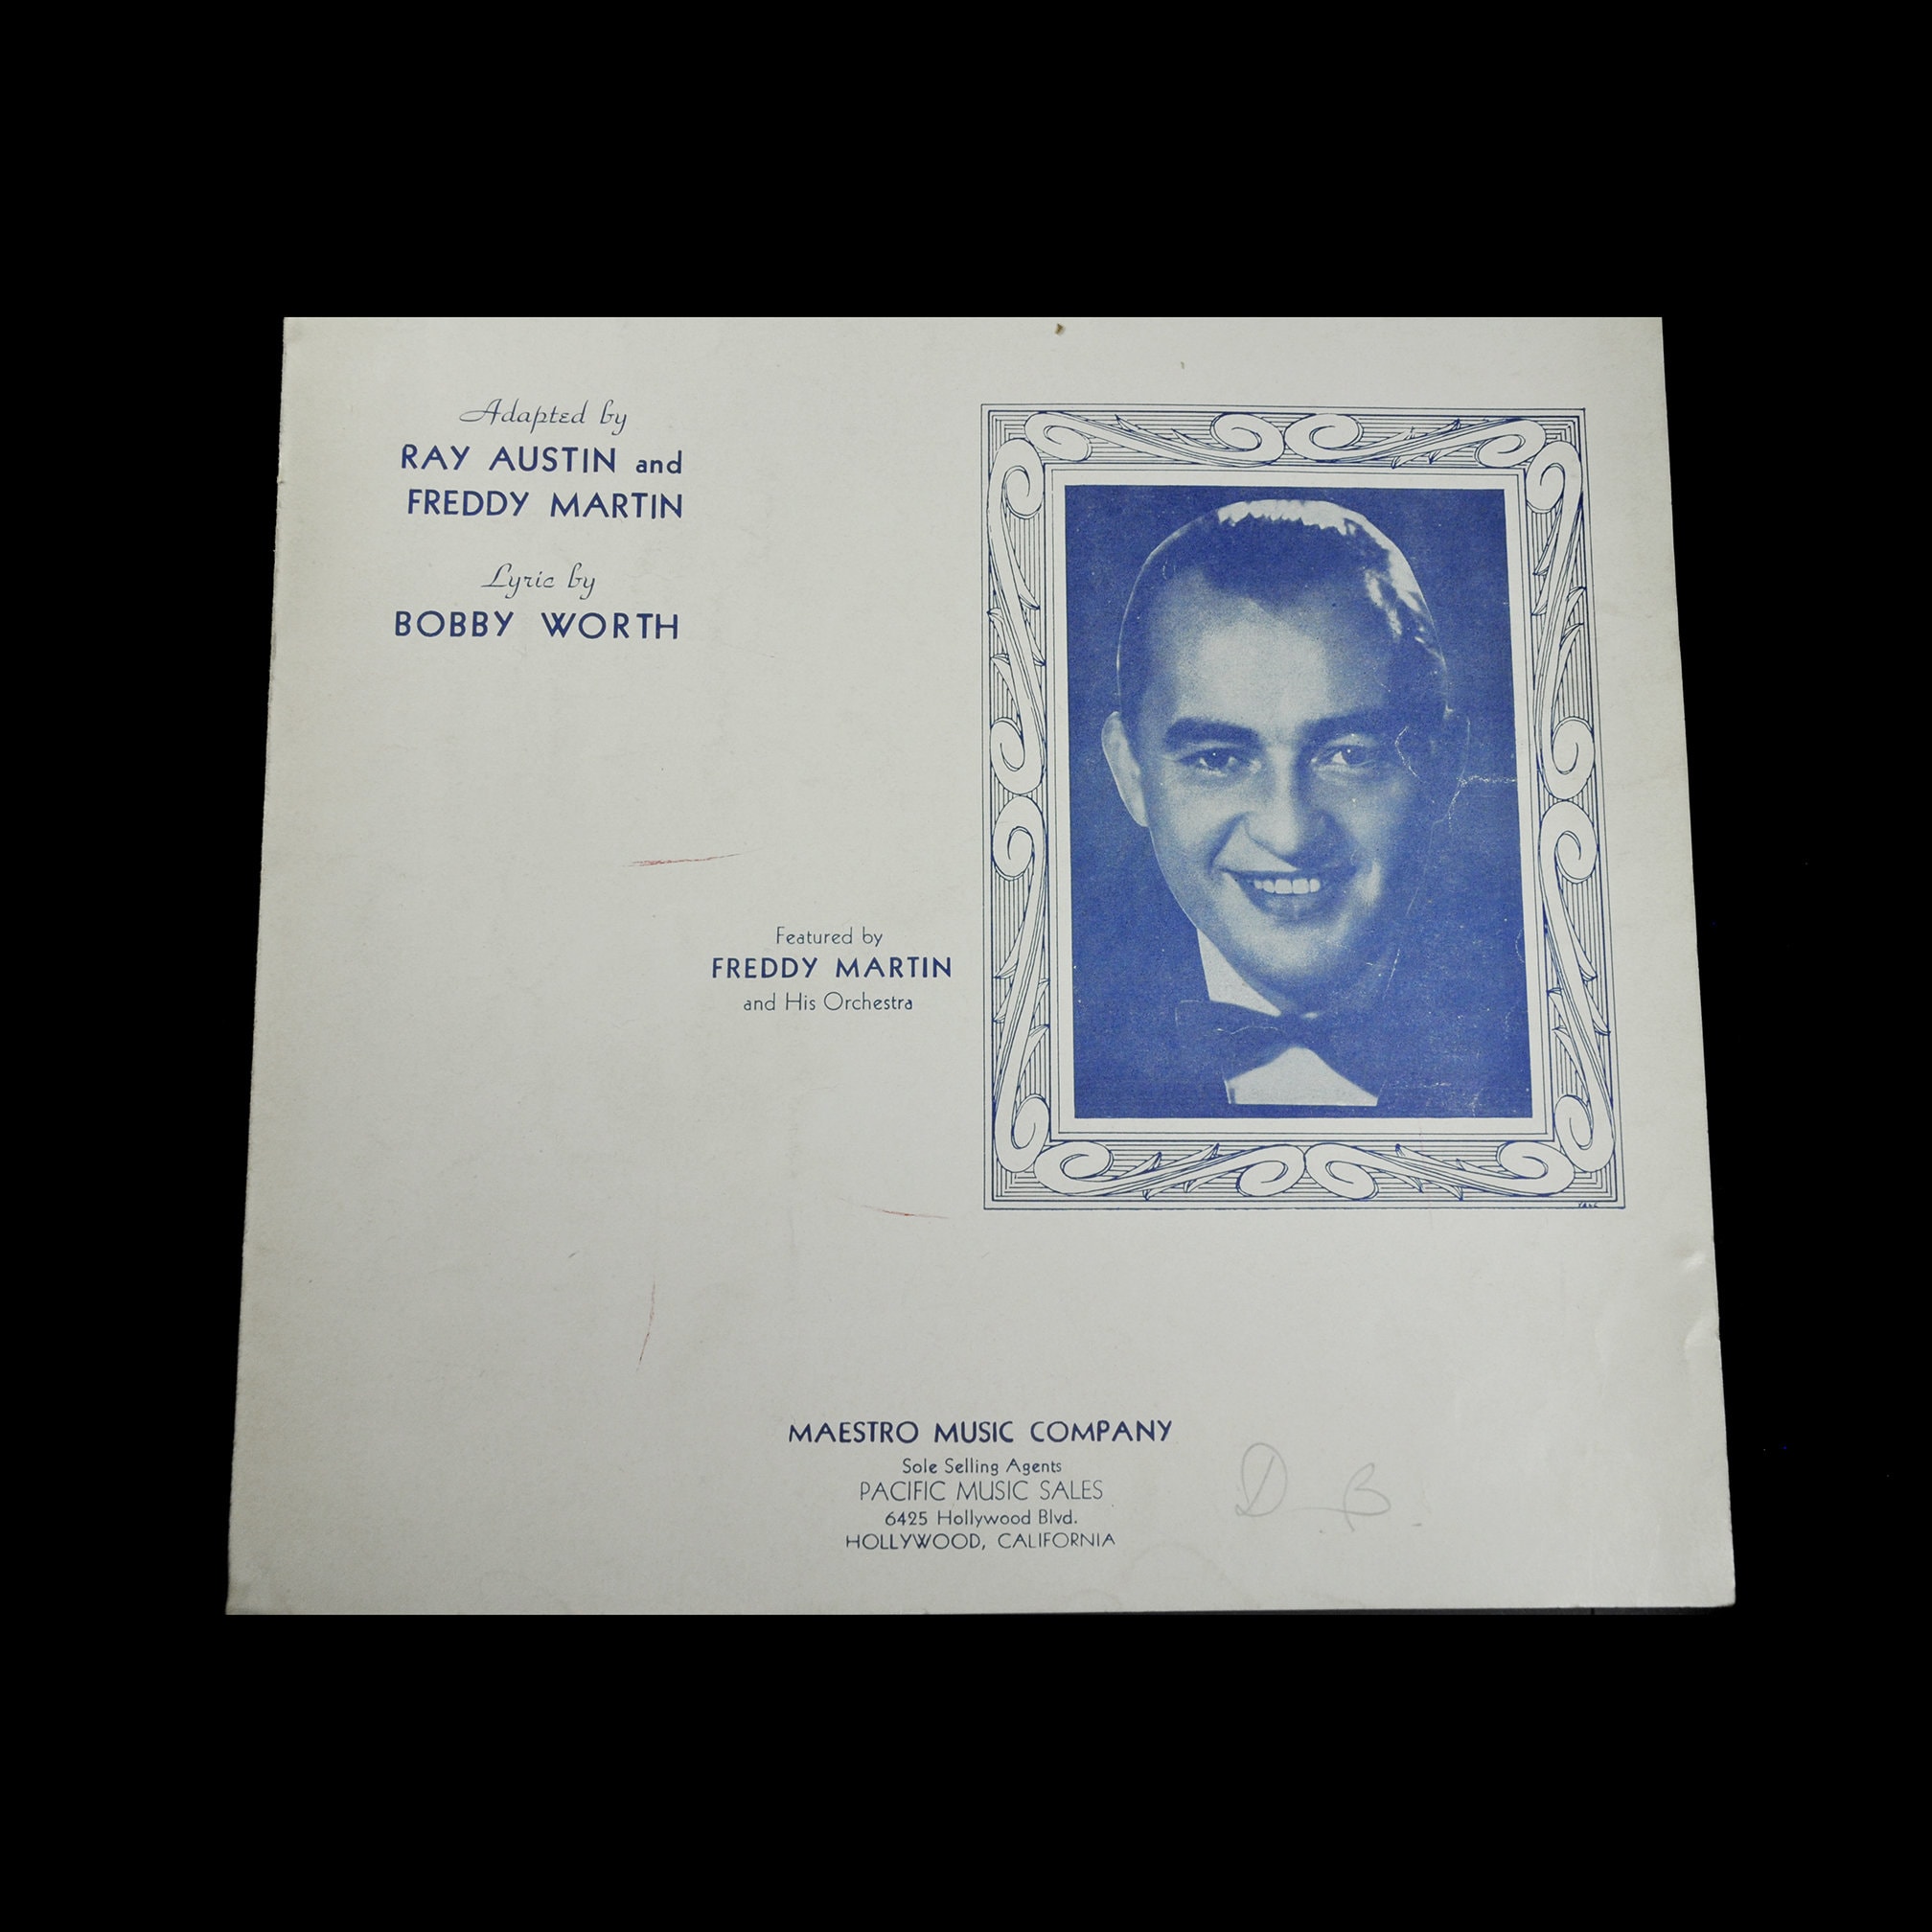 Adapted by
RAY AUSTIN and
FREDDY MARTIN
Lyric by
BOBBY WORTH
Featured by
FREDDY MARTIN
and His Orchestra
MAESTRO MUSIC COMPANY
Sole Selling Agents
PACIFIC MUSIC SALES
6425 Hollywood Blvd.
HOLLYWOOD, CALIFORNIA
D B.